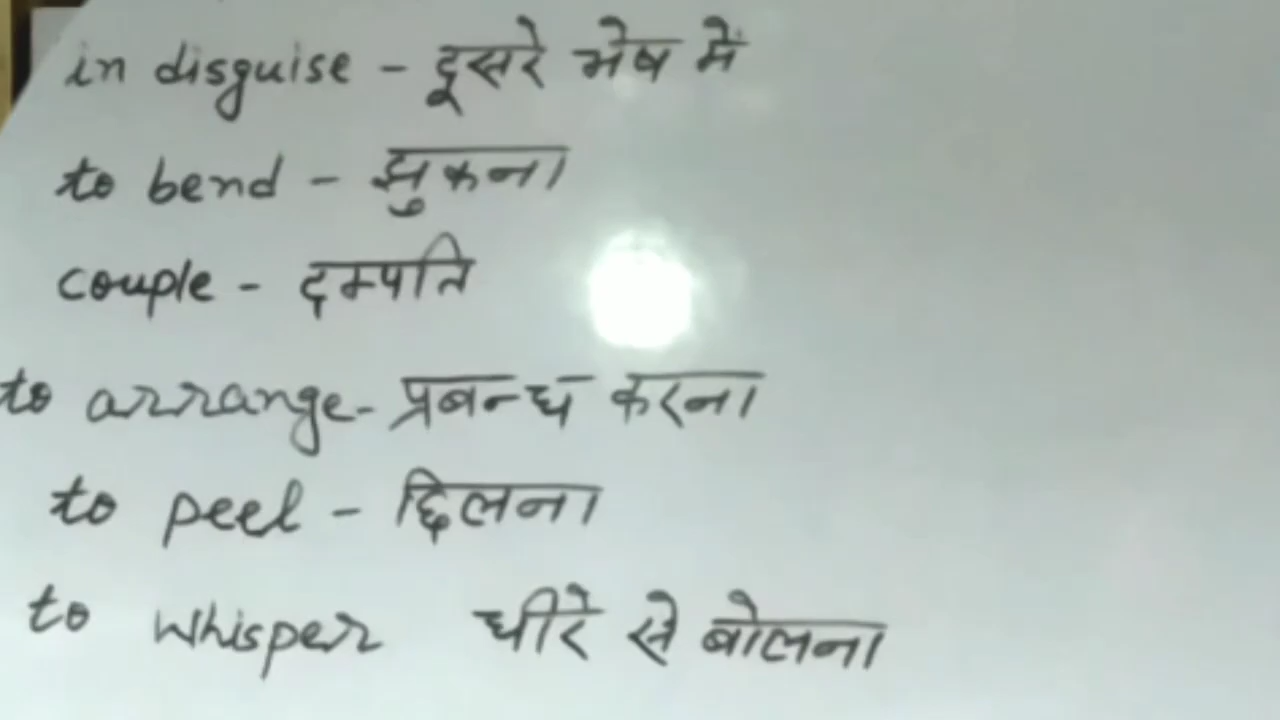 in disguise - दूसरे भेष में
to bend - झुकना
couple - दम्पति
to arrange - प्रबन्ध करना
to peel - छिलना
to whisper धीरे से बोलना